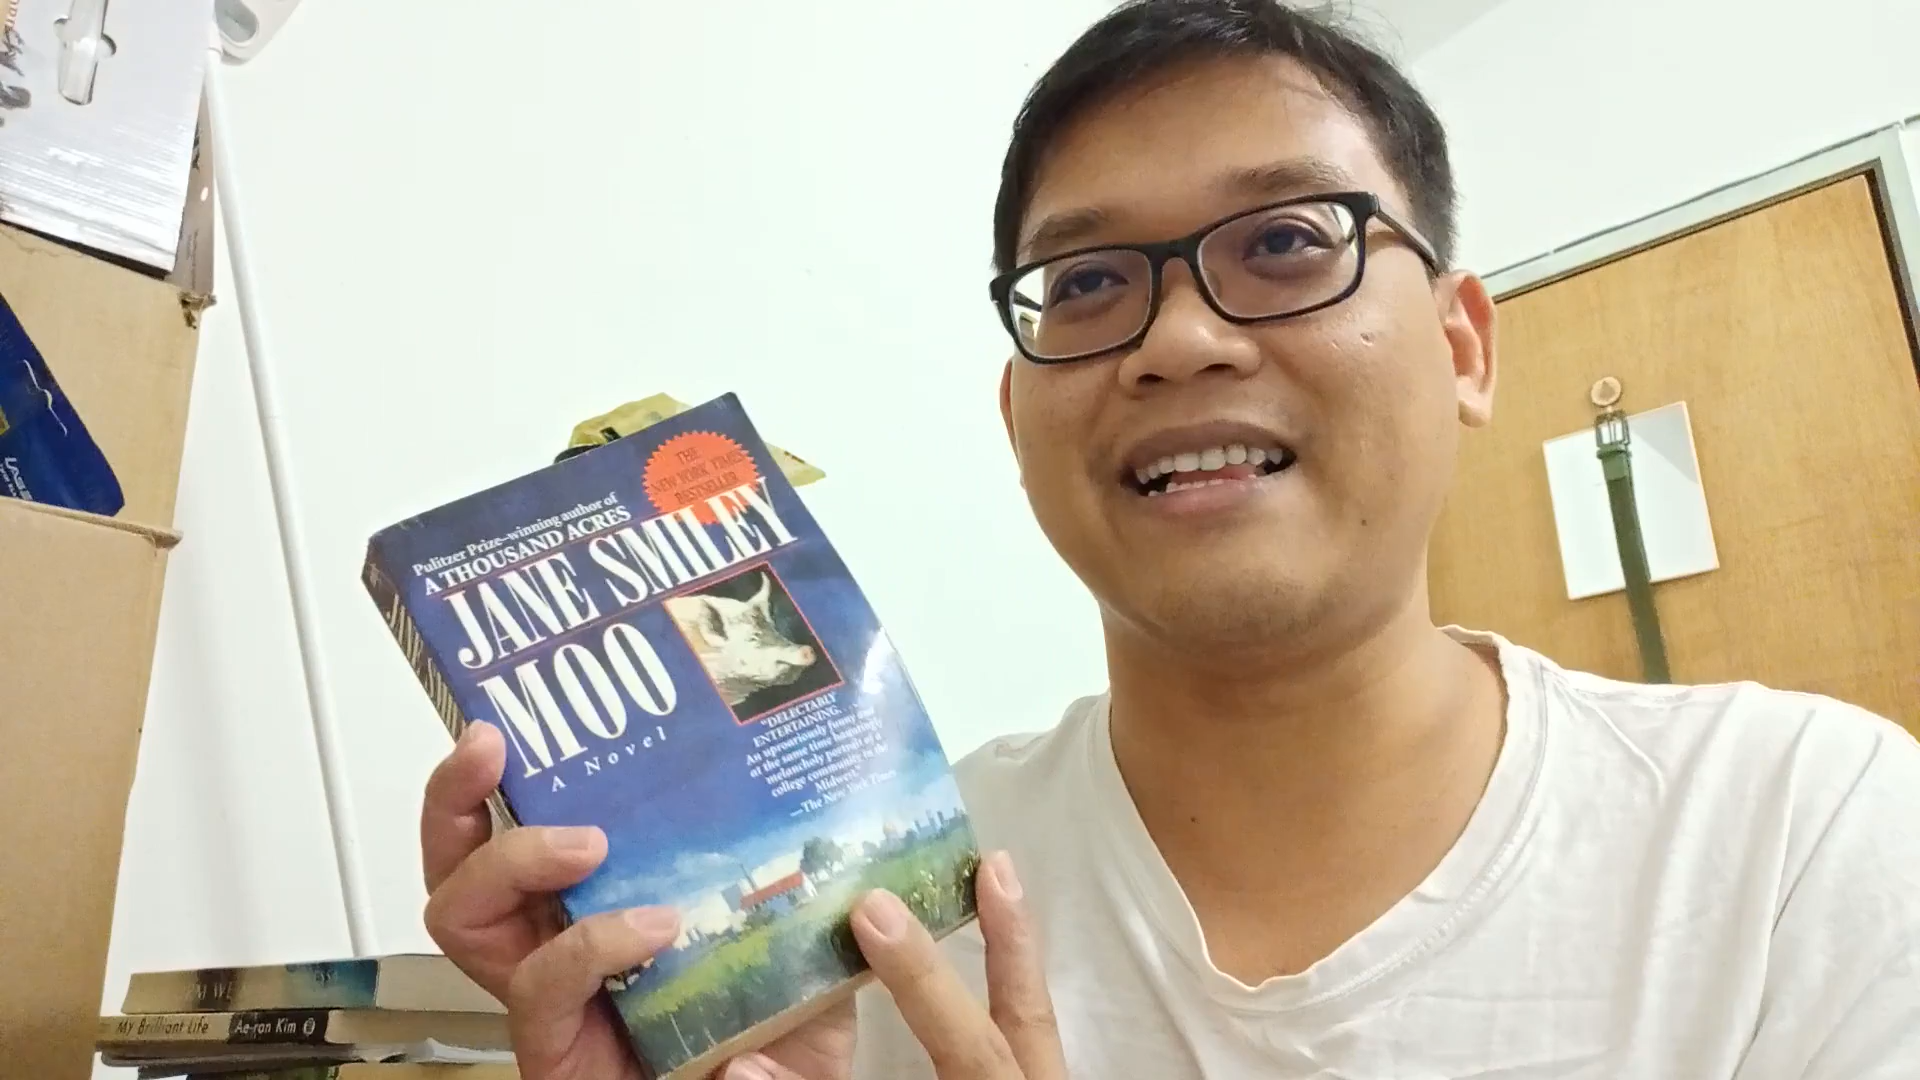 THE
NEW YORK TIMES
BESTSELLER
Pulitzer Prize–winning author of
A THOUSAND ACRES
JANE SMILEY
MOO
A Novel
"DELECTABLY
ENTERTAINING. . . .
An uproariously funny and
at the same time hauntingly
melancholy portrait of a
college community in the
Midwest."
—The New York Times
My Brilliant Life Ae-ran Kim